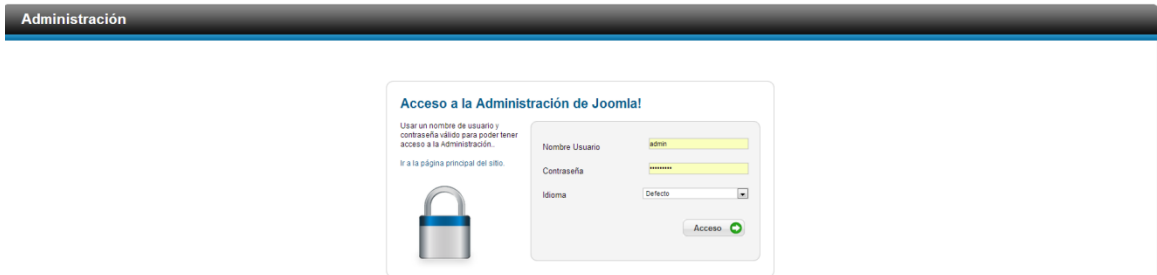 Administración
Acceso a la Administración de Joomla!
Usar un nombre de usuario y
contraseña válido para poder tener
acceso a la Administración..
Ir a la página principal del sitio.
Nombre Usuario
admin
Contraseña
•••••••••
Idioma
Defecto
Acceso